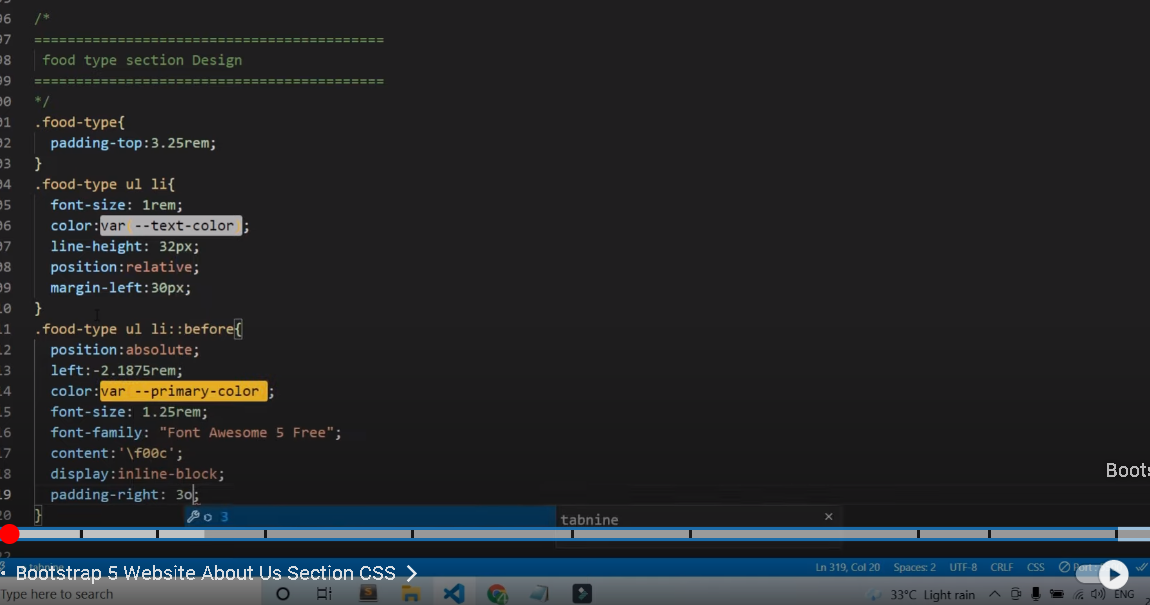 96 /*
97 ==========================================
98 food type section Design
99 ==========================================
00 */
01 .food-type{
02 padding-top:3.25rem;
03 }
04 .food-type ul li{
05 font-size: 1rem;
06 color:var(--text-color);
07 line-height: 32px;
08 position:relative;
09 margin-left:30px;
10 }
11 .food-type ul li::before{
12 position:absolute;
13 left:-2.1875rem;
14 color:var(--primary-color);
15 font-size: 1.25rem;
16 font-family: "Font Awesome 5 Free";
17 content:'\f00c';
18 display:inline-block;
19 padding-right: 3o;
20 }
3
tabnine ×
Boots
22
• Bootstrap 5 Website About Us Section CSS >
Ln 319, Col 20 Spaces: 2 UTF-8 CRLF CSS Port
Type here to search
33°C Light rain ENG